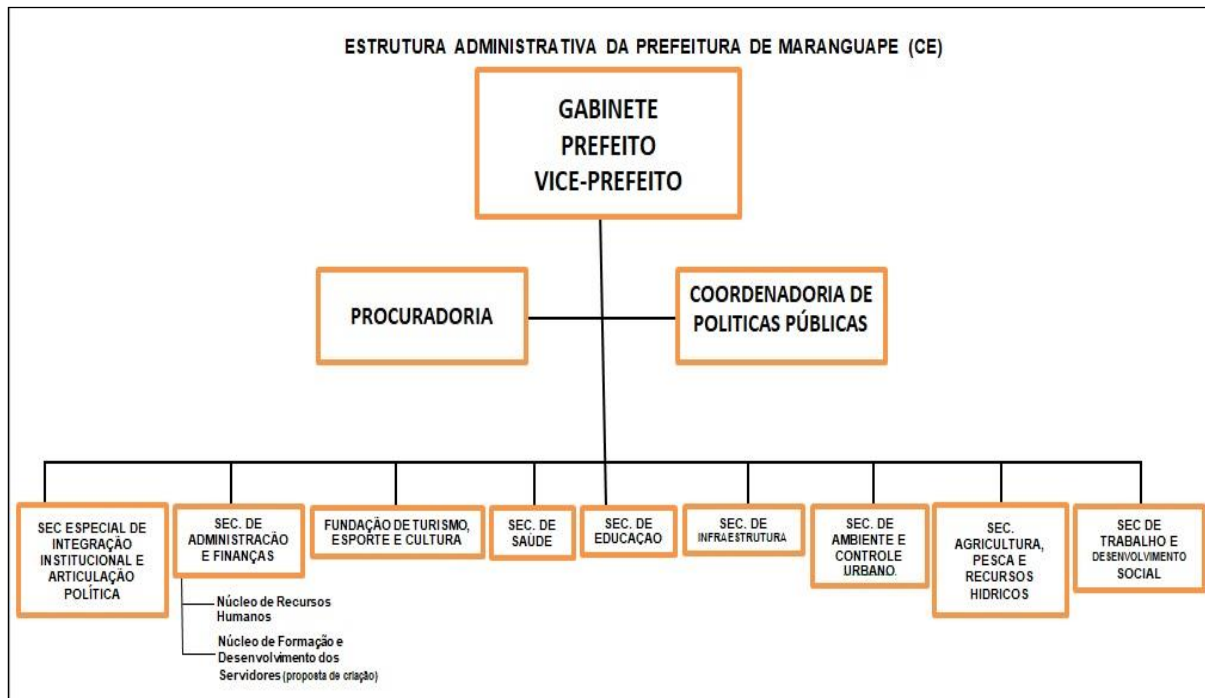 ESTRUTURA ADMINISTRATIVA DA PREFEITURA DE MARANGUAPE (CE)
GABINETE
PREFEITO
VICE-PREFEITO
PROCURADORIA
COORDENADORIA DE
POLITICAS PÚBLICAS
SEC ESPECIAL DE
INTEGRAÇÃO
INSTITUCIONAL E
ARTICULAÇÃO
POLÍTICA
SEC. DE
ADMINISTRACÃO
E FINANÇAS
FUNDAÇÃO DE TURISMO,
ESPORTE E CULTURA
SEC. DE
SAÚDE
SEC. DE
EDUCAÇAO
SEC. DE
INFRAESTRUTURA
SEC. DE
AMBIENTE E
CONTROLE
URBANO.
SEC.
AGRICULTURA,
PESCA E
RECURSOS
HIDRICOS
SEC DE
TRABALHO E
DESENVOLVIMENTO
SOCIAL
Núcleo de Recursos
Humanos
Núcleo de Formação e
Desenvolvimento dos
Servidores (proposta de criação)